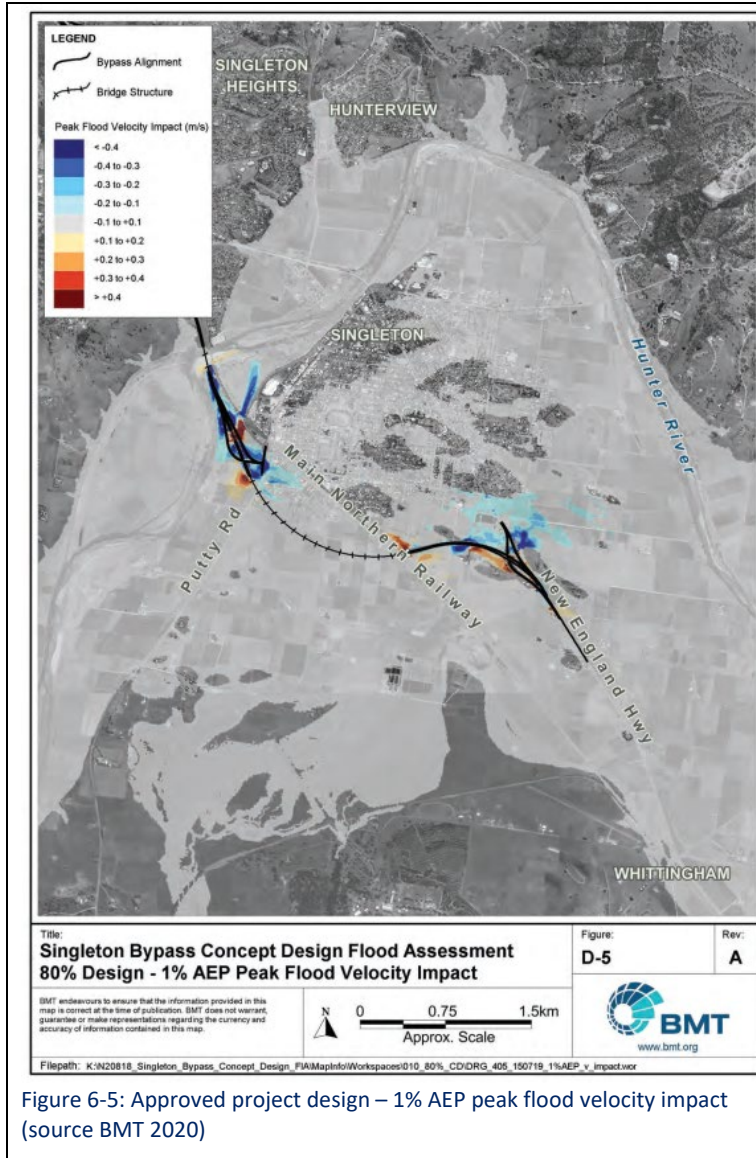 LEGEND
Bypass Alignment
Bridge Structure
Peak Flood Velocity Impact (m/s)
< -0.4
-0.4 to -0.3
-0.3 to -0.2
-0.2 to -0.1
-0.1 to +0.1
+0.1 to +0.2
+0.2 to +0.3
+0.3 to +0.4
> +0.4
SINGLETON
HEIGHTS
HUNTERVIEW
SINGLETON
Hunter River
Main Northern Railway
Putty Rd
New England Hwy
WHITTINGHAM
Title:
Singleton Bypass Concept Design Flood Assessment
80% Design - 1% AEP Peak Flood Velocity Impact
Figure:
D-5
Rev:
A
BMT endeavours to ensure that the information provided in this
map is correct at the time of publication. BMT does not warrant,
guarantee or make representations regarding the currency and
accuracy of information contained in this map.
N
0 0.75 1.5km
Approx. Scale
BMT
www.bmt.org
Filepath: K:\N20818_Singleton_Bypass_Concept_Design_FIA\MapInfo\Workspaces\010_80%_CD\DRG_405_150719_1%AEP_v_impact.wor
Figure 6-5: Approved project design – 1% AEP peak flood velocity impact
(source BMT 2020)